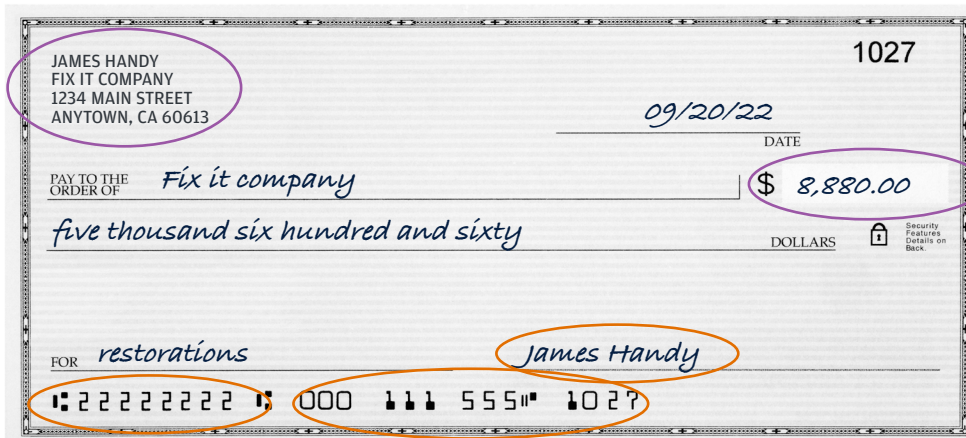 JAMES HANDY
FIX IT COMPANY
1234 MAIN STREET
ANYTOWN, CA 60613
1027
09/20/22
DATE
PAY TO THE
ORDER OF Fix it company $ 8,880.00
five thousand six hundred and sixty DOLLARS
Security
Features
Details on
Back.
FOR restorations James Handy
⑆22222222⑆ 000 111 555⑈ 1027